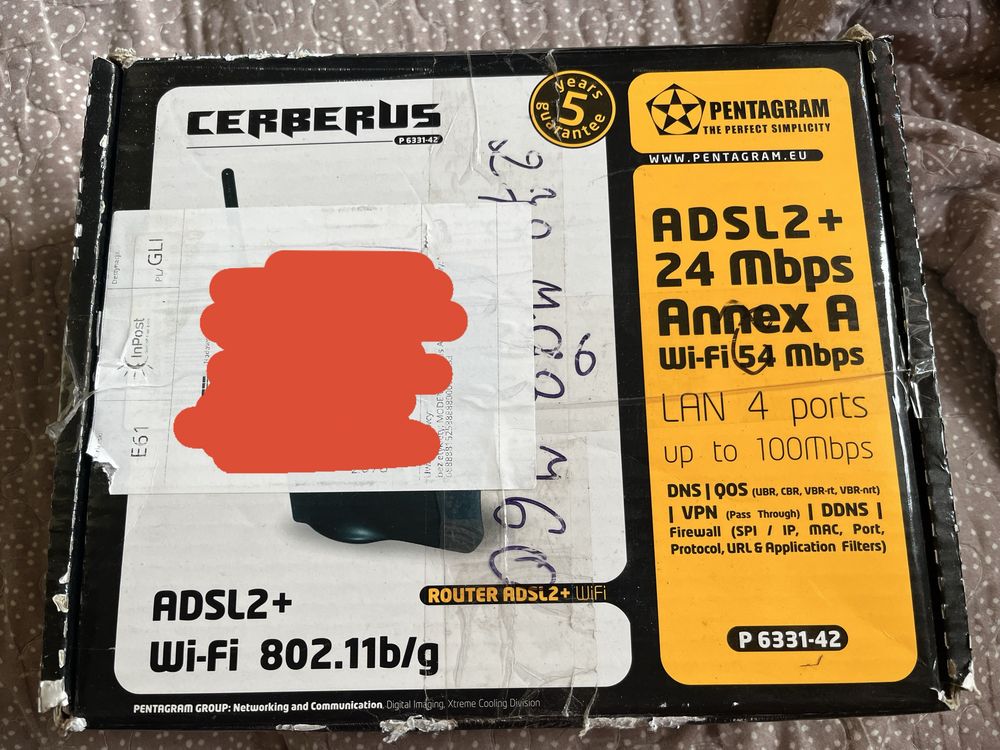 CERBERUS
P 6331-42
years
5
guarantee
PENTAGRAM
THE PERFECT SIMPLICITY
WWW.PENTAGRAM.EU
ADSL2+
24 Mbps
Annex A
Wi-Fi 54 Mbps
LAN 4 ports
up to 100Mbps
DNS | QOS (UBR, CBR, VBR-rt, VBR-nrt)
| VPN (Pass Through) | DDNS |
Firewall (SPI / IP, MAC, Port,
Protocol, URL & Application Filters)
P 6331-42
GLI
InPost
E61
6
ROUTER ADSL2+ WiFi
ADSL2+
Wi-Fi 802.11b/g
PENTAGRAM GROUP: Networking and Communication, Digital Imaging, Xtreme Cooling Division